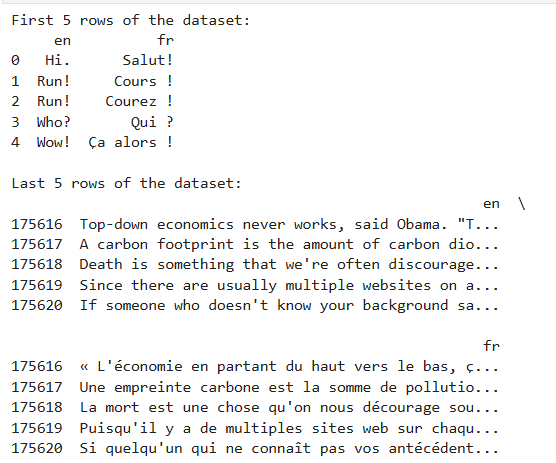 First 5 rows of the dataset:
en fr
0 Hi. Salut!
1 Run! Cours !
2 Run! Courez !
3 Who? Qui ?
4 Wow! Ça alors !
Last 5 rows of the dataset:
en \
175616 Top-down economics never works, said Obama. "T...
175617 A carbon footprint is the amount of carbon dio...
175618 Death is something that we're often discourage...
175619 Since there are usually multiple websites on a...
175620 If someone who doesn't know your background sa...
fr
175616 « L'économie en partant du haut vers le bas, ç...
175617 Une empreinte carbone est la somme de pollutio...
175618 La mort est une chose qu'on nous décourage sou...
175619 Puisqu'il y a de multiples sites web sur chaqu...
175620 Si quelqu'un qui ne connaît pas vos antécédent...